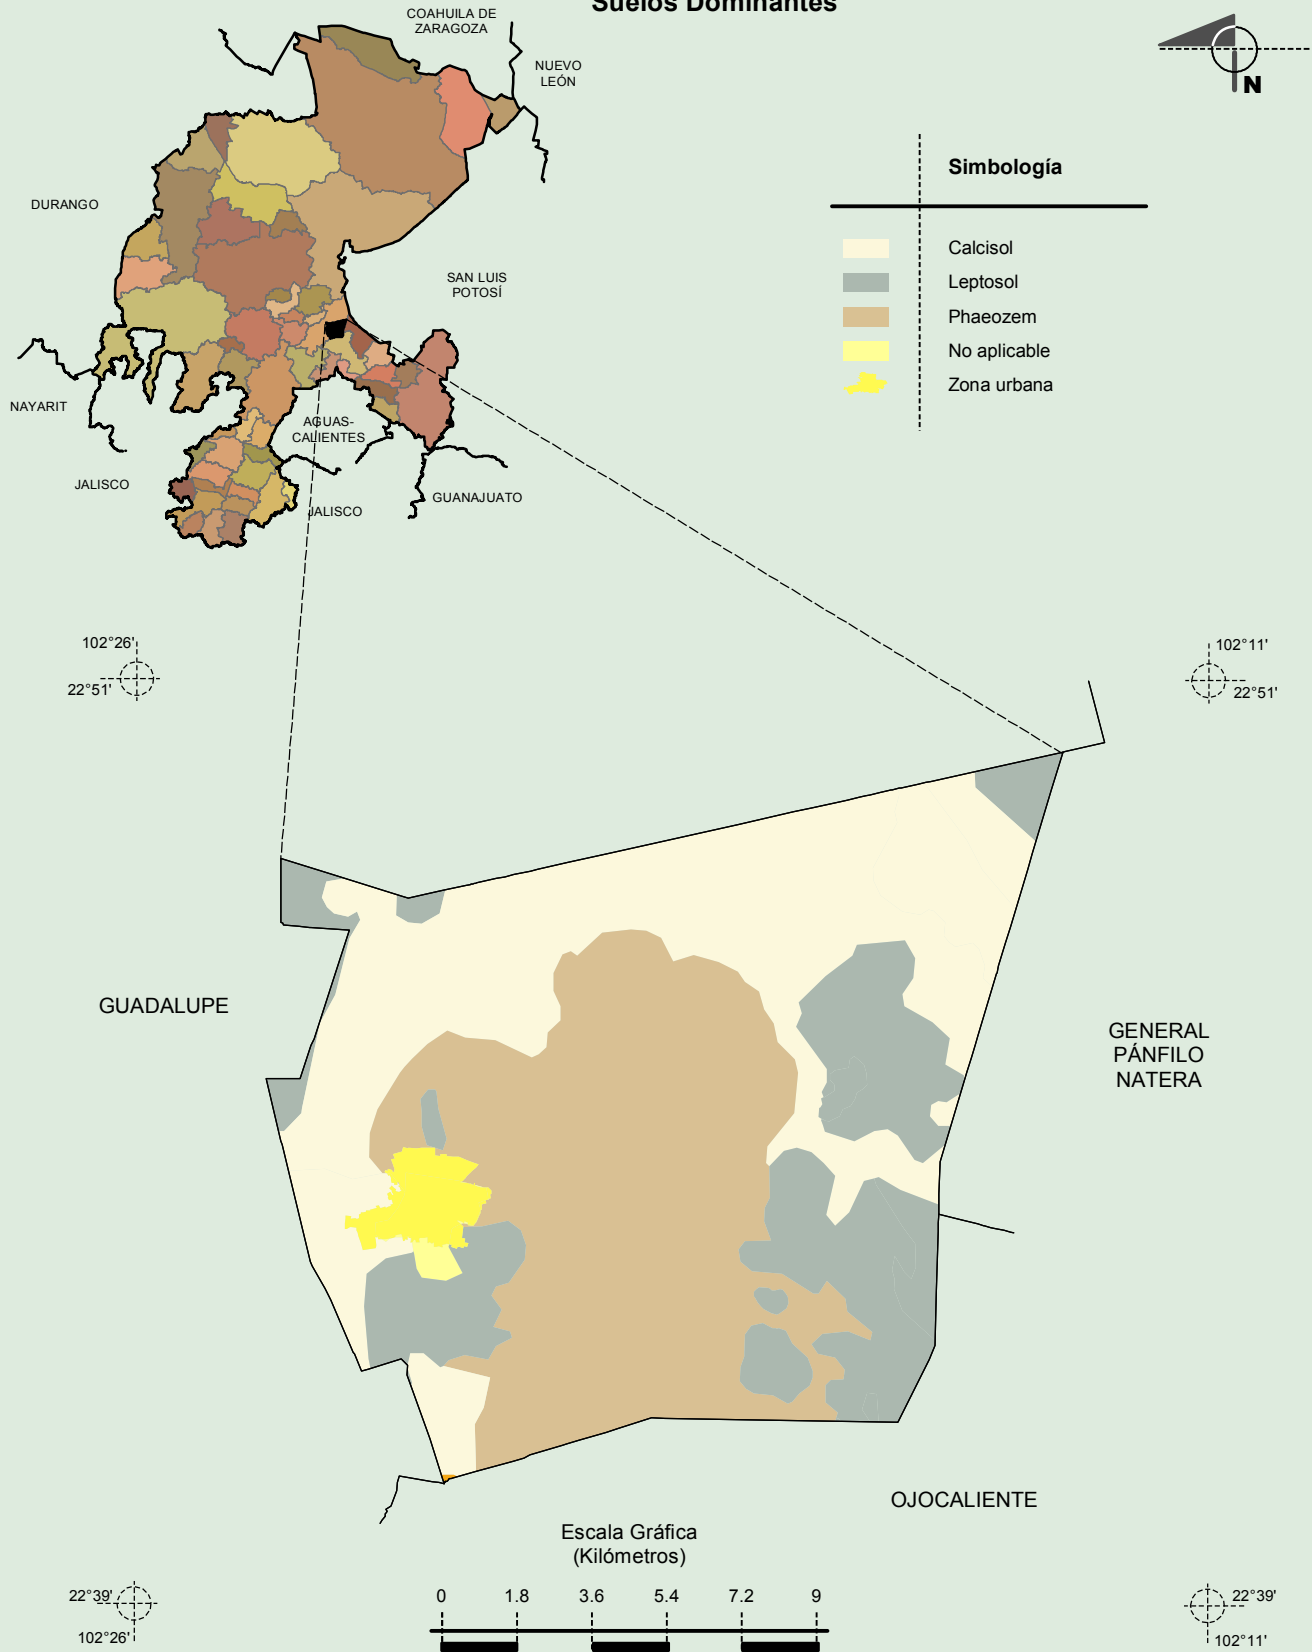 Suelos Dominantes
COAHUILA DE
ZARAGOZA
NUEVO
LEÓN
N
Simbología
DURANGO
Calcisol
SAN LUIS
POTOSÍ
Leptosol
Phaeozem
No aplicable
Zona urbana
NAYARIT
AGUAS-
CALIENTES
JALISCO
GUANAJUATO
JALISCO
102°26'
22°51'
102°11'
22°51'
GUADALUPE
GENERAL
PÁNFILO
NATERA
OJOCALIENTE
Escala Gráfica
(Kilómetros)
0 1.8 3.6 5.4 7.2 9
22°39'
102°26'
22°39'
102°11'